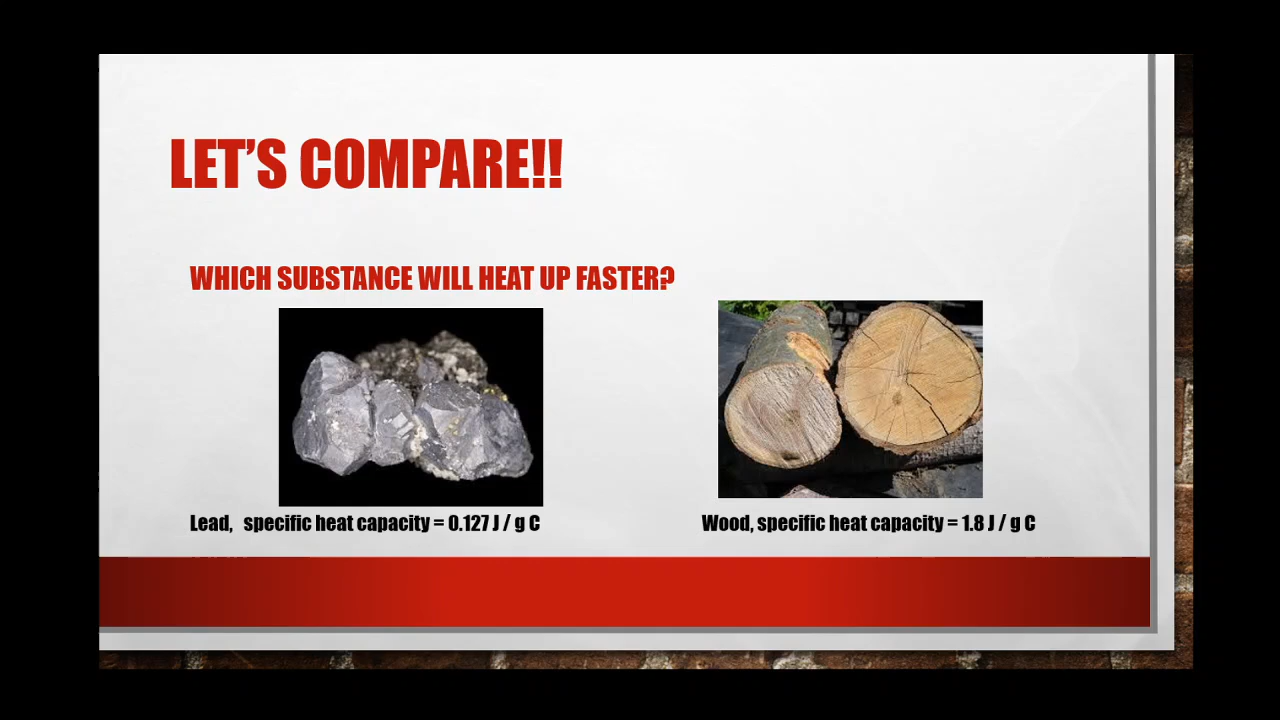 LET'S COMPARE!!
WHICH SUBSTANCE WILL HEAT UP FASTER?
Lead, specific heat capacity = 0.127 J / g C
Wood, specific heat capacity = 1.8 J / g C